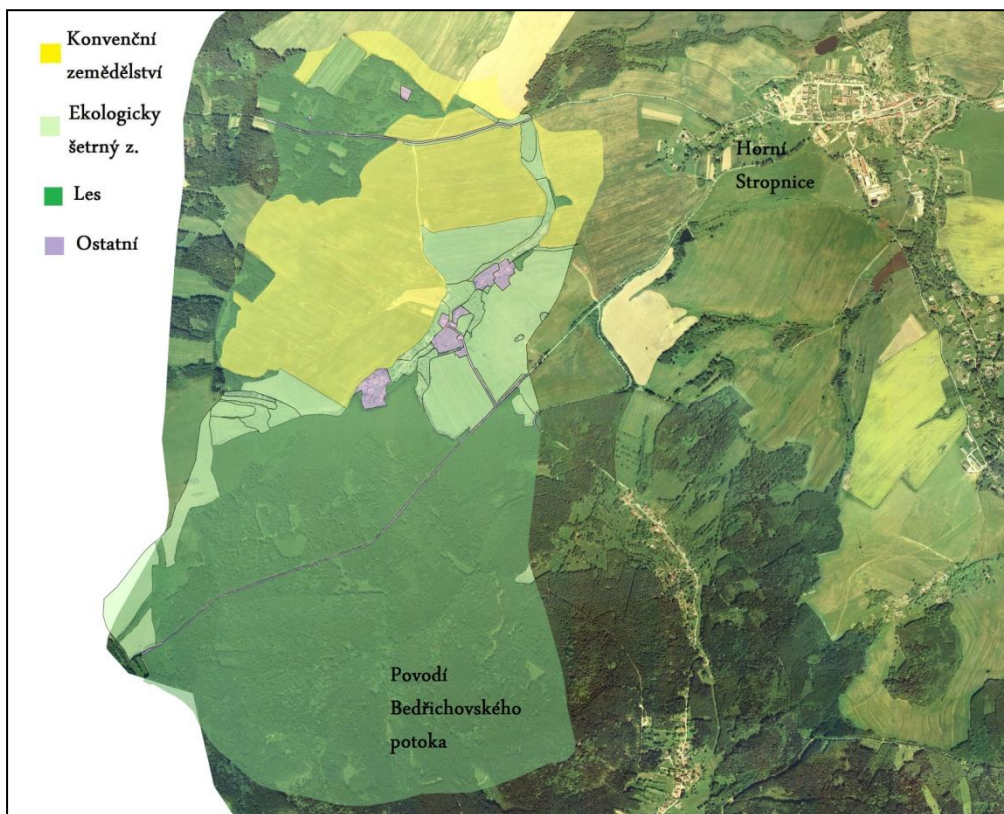 Konvenční
zemědělství
Ekologicky
šetrný z.
Les
Ostatní
Horní
Stropnice
Povodí
Bedřichovského
potoka